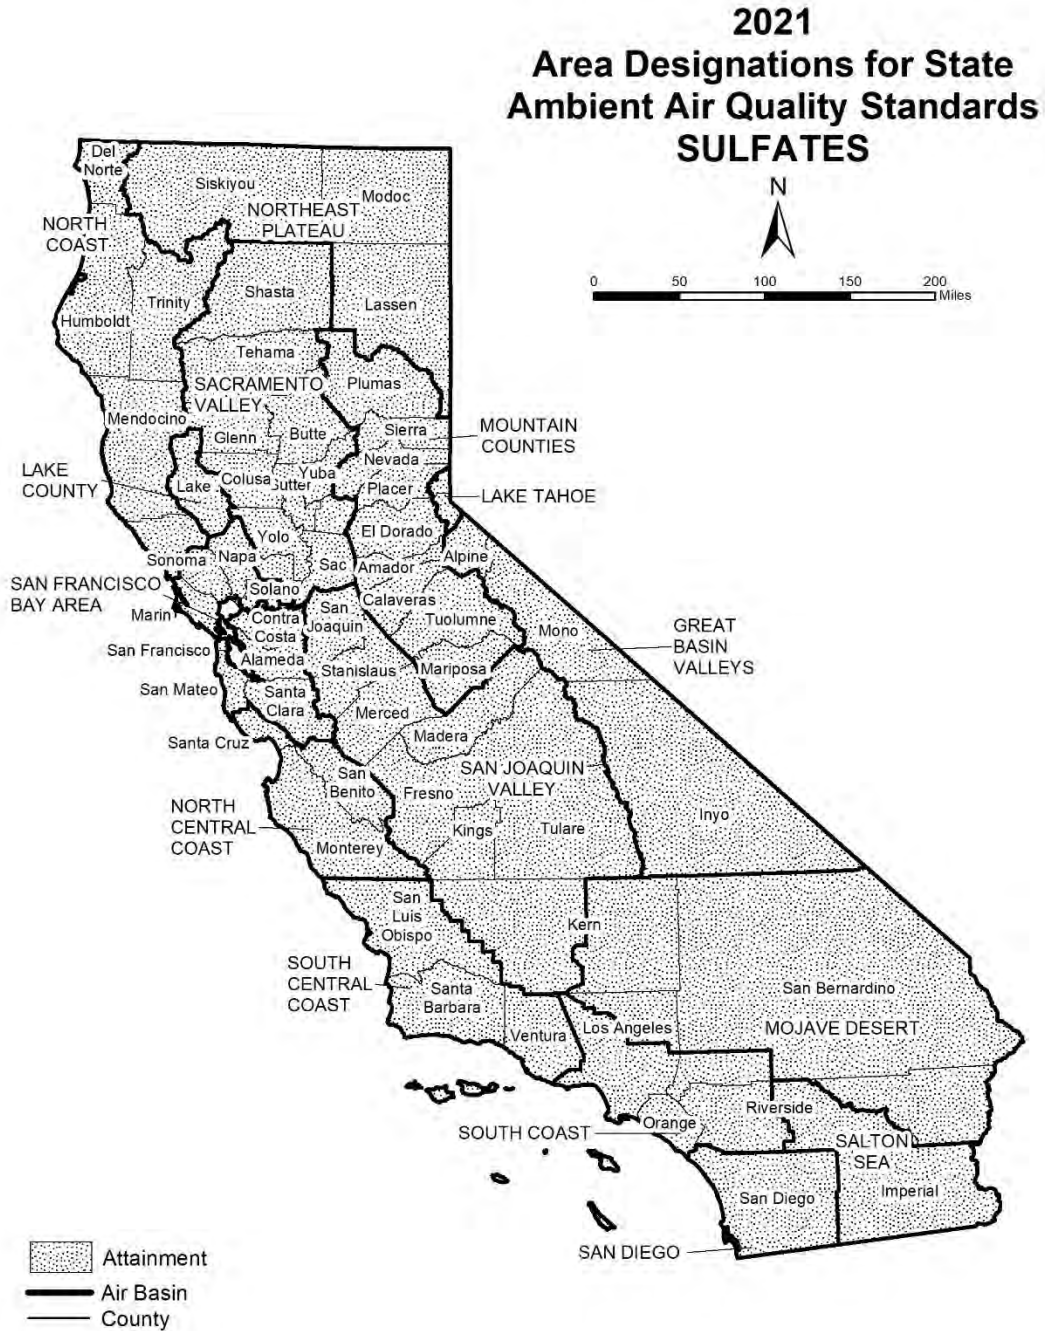 2021
Area Designations for State
Ambient Air Quality Standards
SULFATES
N
0 50 100 150 200
Miles
Del
Norte
Siskiyou
Modoc
NORTHEAST
PLATEAU
NORTH
COAST
Trinity
Shasta
Lassen
Humboldt
Tehama
Plumas
SACRAMENTO
VALLEY
Mendocino
Glenn
Butte
Sierra
MOUNTAIN
COUNTIES
Nevada
LAKE
COUNTY
Lake
Colusa
utter
Yuba
Placer
LAKE TAHOE
El Dorado
Yolo
Sonoma
Napa
Sac
Amador
Alpine
SAN FRANCISCO
BAY AREA
Solano
Marin
Contra
Costa
San
Joaquin
Calaveras
Tuolumne
Mono
GREAT
BASIN
VALLEYS
San Francisco
Alameda
Stanislaus
Mariposa
San Mateo
Santa
Clara
Merced
Santa Cruz
Madera
San
Benito
Fresno
SAN JOAQUIN
VALLEY
NORTH
CENTRAL
COAST
Kings
Tulare
Inyo
Monterey
San
Luis
Obispo
Kern
SOUTH
CENTRAL
COAST
Santa
Barbara
San Bernardino
Ventura
Los Angeles
MOJAVE DESERT
Riverside
Orange
SOUTH COAST
SALTON
SEA
San Diego
Imperial
SAN DIEGO
Attainment
Air Basin
County